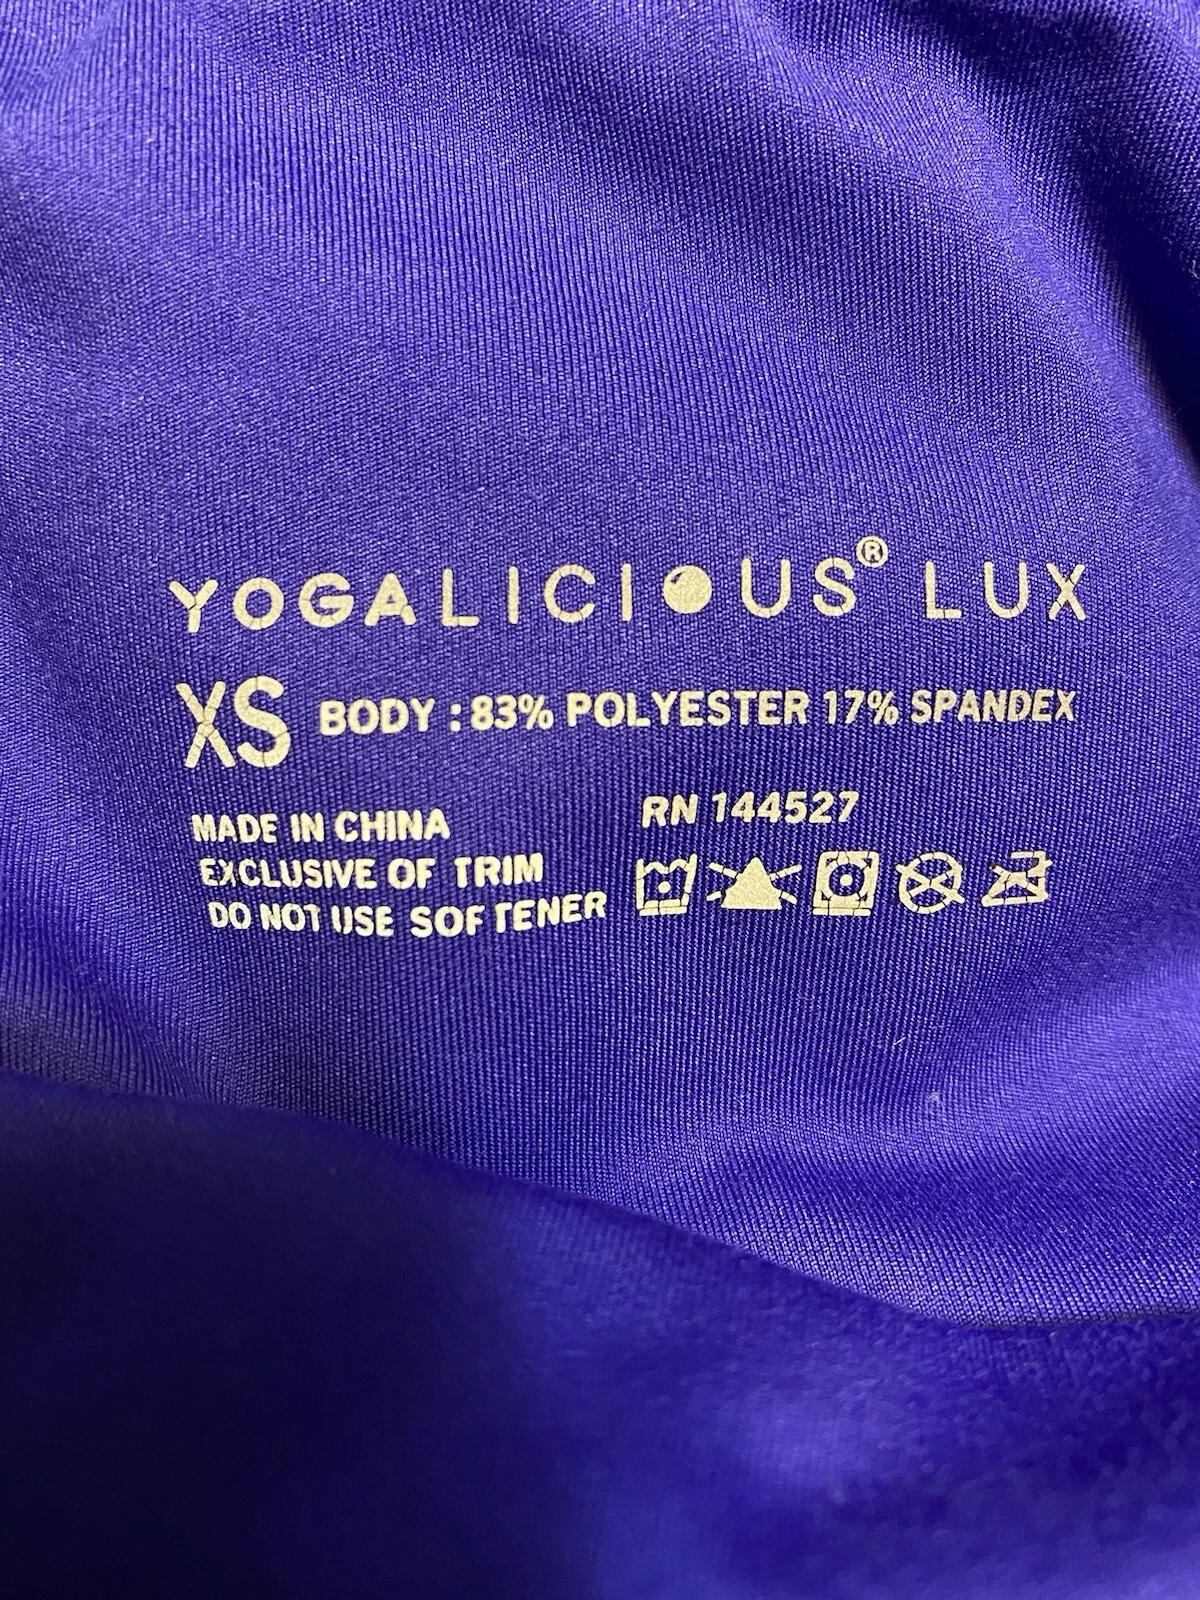 YOGALICIOUS® LUX
XS BODY : 83% POLYESTER 17% SPANDEX
MADE IN CHINA
EXCLUSIVE OF TRIM
DO NOT USE SOFTENER
RN 144527